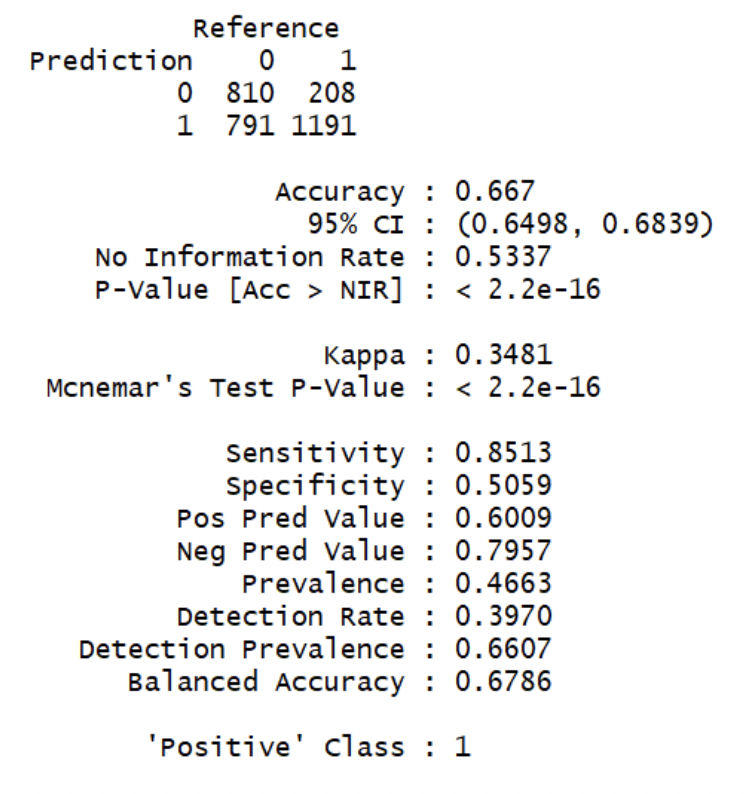 Reference
Prediction 0 1
0 810 208
1 791 1191
Accuracy : 0.667
95% CI : (0.6498, 0.6839)
No Information Rate : 0.5337
P-Value [Acc > NIR] : < 2.2e-16
Kappa : 0.3481
Mcnemar's Test P-Value : < 2.2e-16
Sensitivity : 0.8513
Specificity : 0.5059
Pos Pred Value : 0.6009
Neg Pred Value : 0.7957
Prevalence : 0.4663
Detection Rate : 0.3970
Detection Prevalence : 0.6607
Balanced Accuracy : 0.6786
'Positive' Class : 1